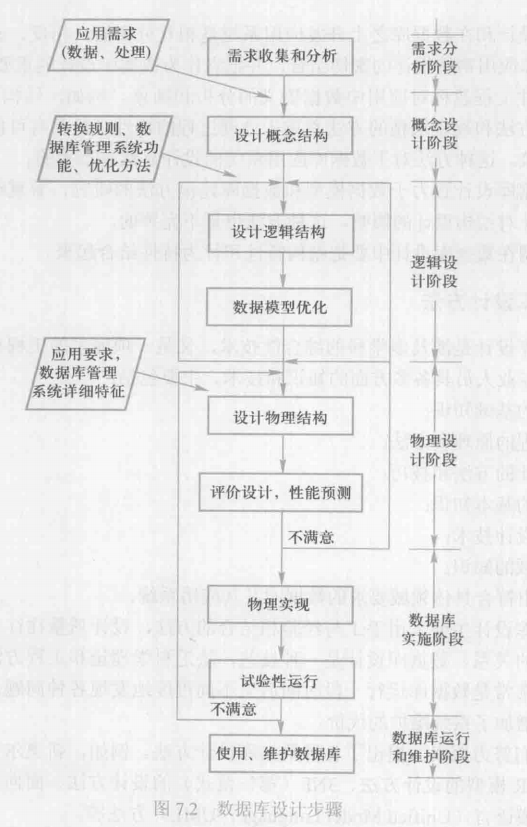 应用需求
(数据、处理)
需求收集和分析
需求分
析阶段
转换规则、数据
库管理系统功
能、优化方法
设计概念结构
概念设
计阶段
设计逻辑结构
逻辑设
计阶段
数据模型优化
应用要求，
数据库管理
系统详细特征
设计物理结构
物理设
计阶段
评价设计，性能预测
不满意
物理实现
数据库
实施阶段
试验性运行
不满意
使用、维护数据库
数据库运行
和维护阶段
图 7.2 数据库设计步骤